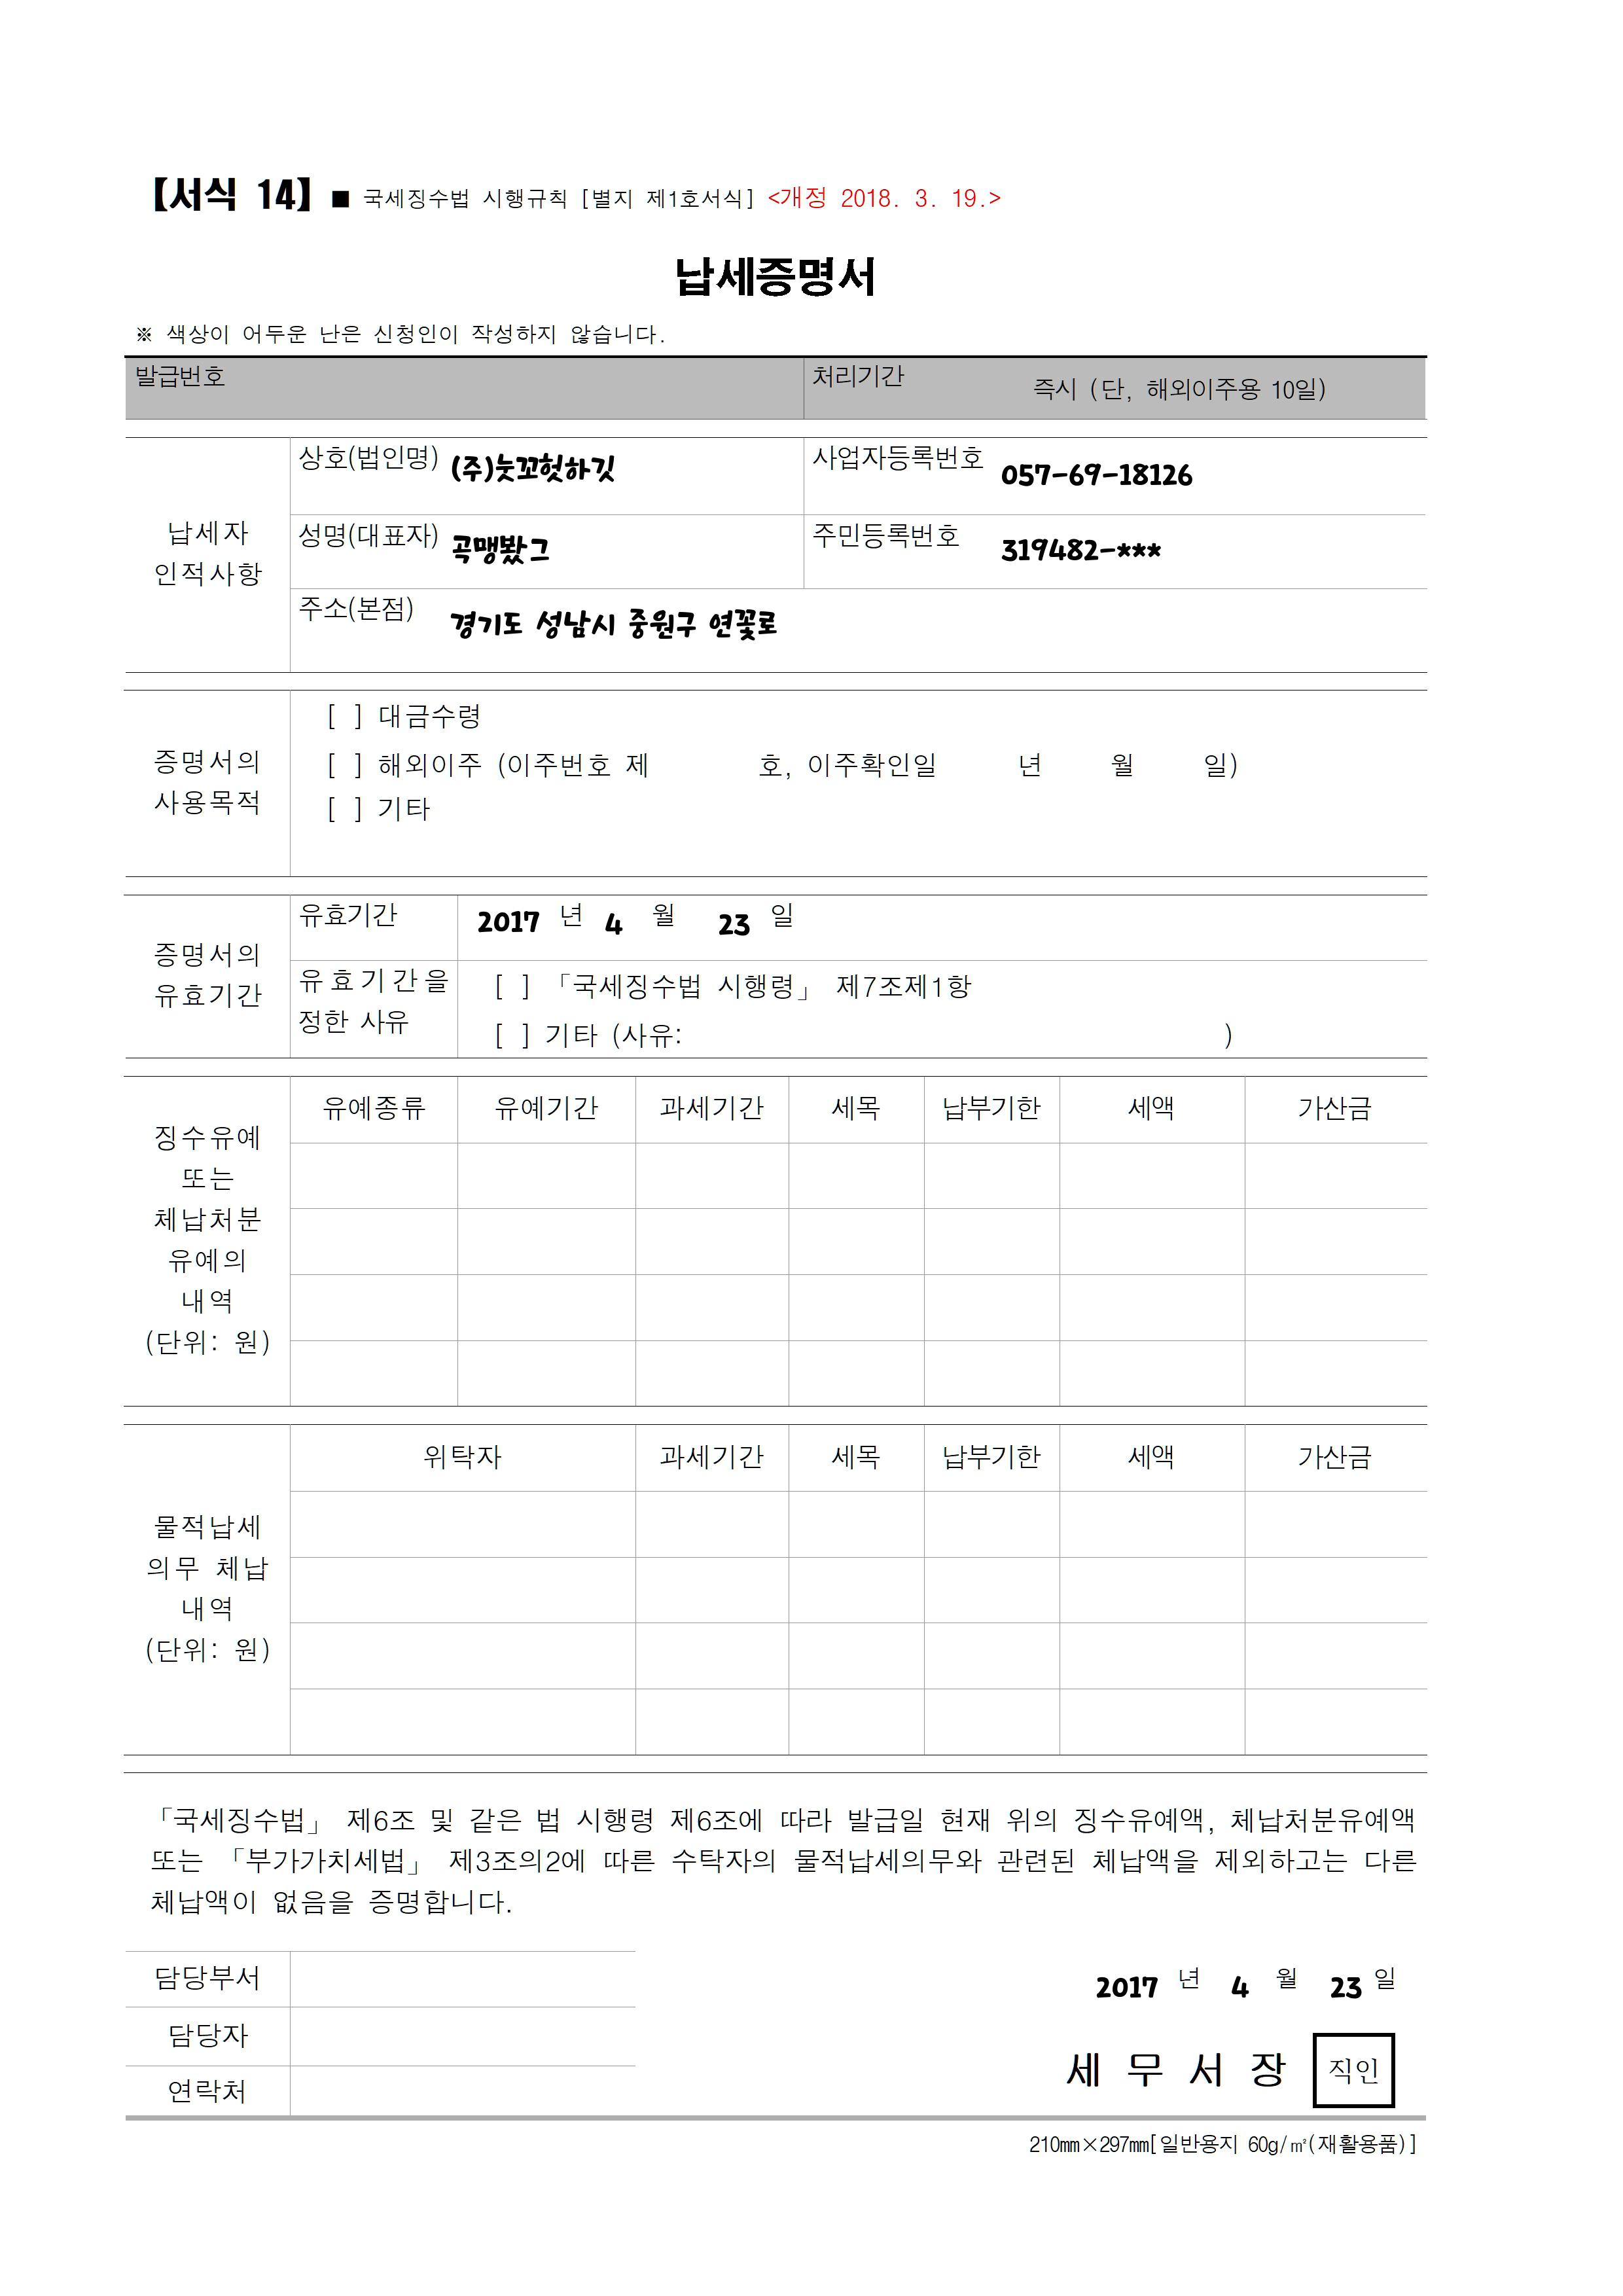 【서식 14】 ■ 국세징수법 시행규칙 [별지 제1호서식] <개정 2018. 3. 19.>
납세증명서
※ 색상이 어두운 난은 신청인이 작성하지 않습니다.
발급번호 처리기간 즉시 (단, 해외이주용 10일)
납세자
인적사항
상호(법인명) (주)눗꼬헛하깃 사업자등록번호 057-69-18126
성명(대표자) 곡맹봤그 주민등록번호 319482-***
주소(본점) 경기도 성남시 중원구 연꽃로
증명서의
사용목적
[ ] 대금수령
[ ] 해외이주 (이주번호 제 호, 이주확인일 년 월 일)
[ ] 기타
증명서의
유효기간
유효기간 2017 년 4 월 23 일
유효기간을
정한 사유
[ ] 「국세징수법 시행령」 제7조제1항
[ ] 기타 (사유: )
징수유예
또는
체납처분
유예의
내역
(단위: 원)
유예종류 유예기간 과세기간 세목 납부기한 세액 가산금
물적납세
의무 체납
내역
(단위: 원)
위탁자 과세기간 세목 납부기한 세액 가산금
「국세징수법」 제6조 및 같은 법 시행령 제6조에 따라 발급일 현재 위의 징수유예액, 체납처분유예액
또는 「부가가치세법」 제3조의2에 따른 수탁자의 물적납세의무와 관련된 체납액을 제외하고는 다른
체납액이 없음을 증명합니다.
담당부서
담당자
연락처
2017 년 4 월 23 일
세 무 서 장 직인
210㎜×297㎜[일반용지 60g/㎡(재활용품)]